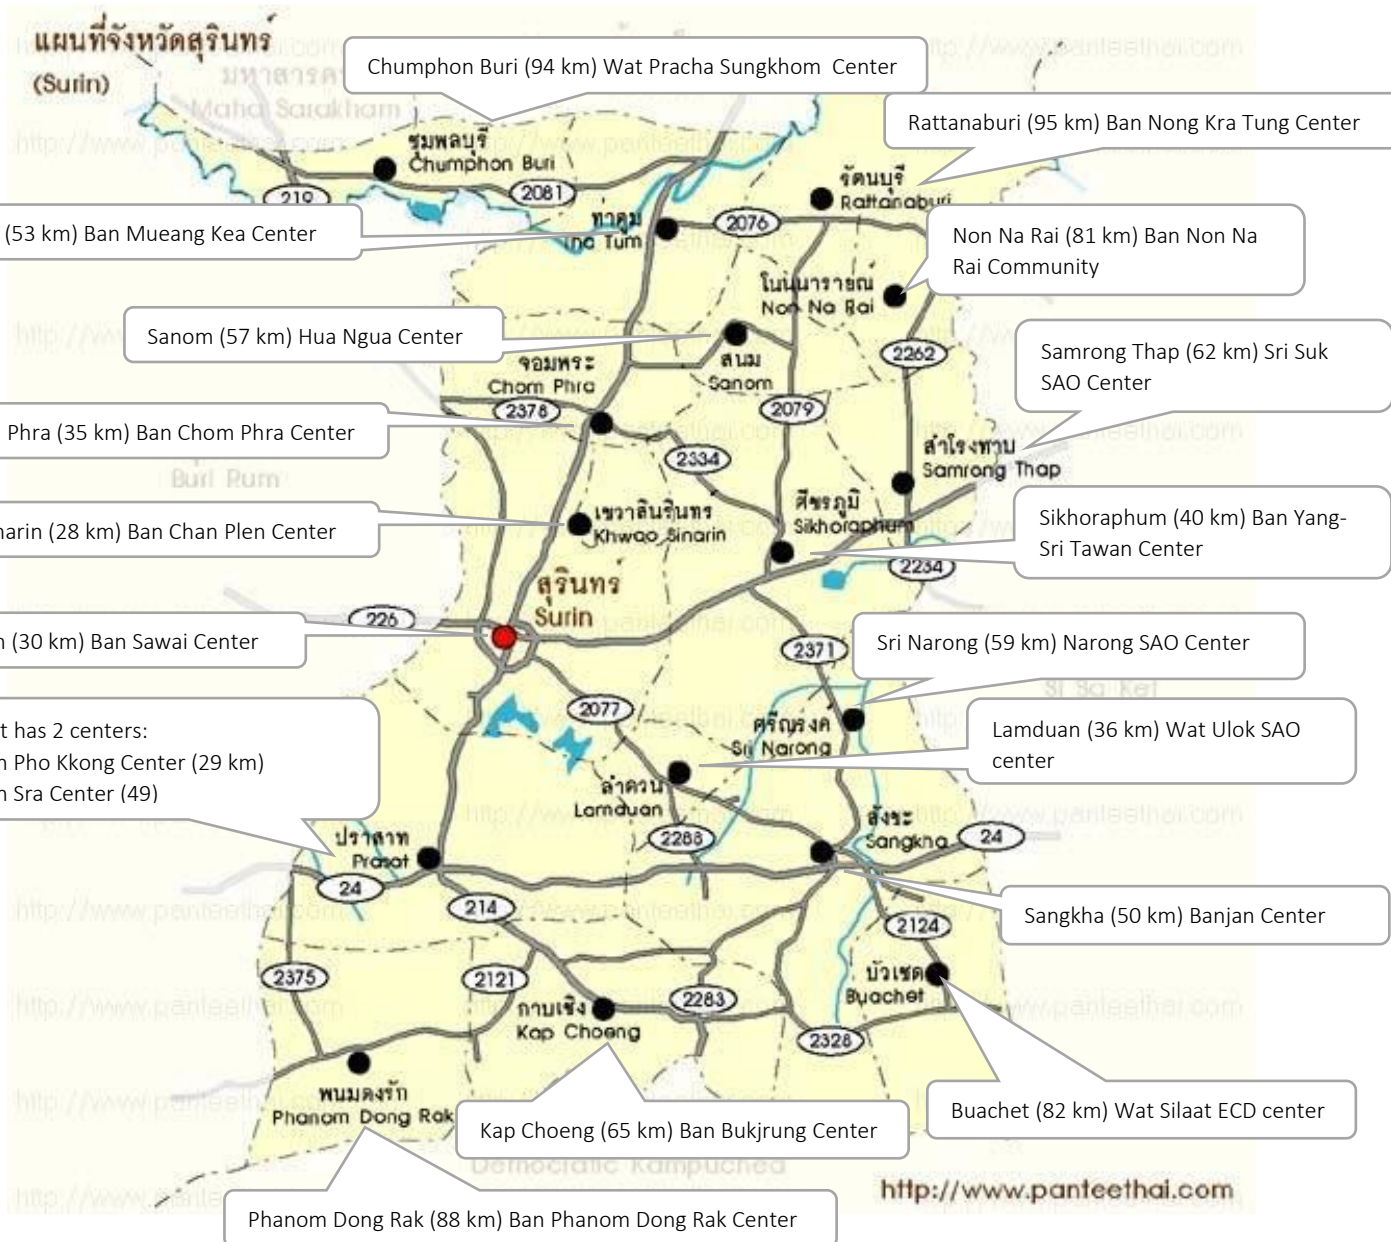 แผนที่จังหวัดสุรินทร์
(Surin)
มหาสารคาม
Maha Sarakham
Chumphon Buri (94 km) Wat Pracha Sungkhom Center
Rattanaburi (95 km) Ban Nong Kra Tung Center
ชุมพลบุรี
Chumphon Buri
219
2081
รัตนบุรี
Rattanaburi
(53 km) Ban Mueang Kea Center
ท่าตูม
Tha Tum
2076
Non Na Rai (81 km) Ban Non Na
Rai Community
โนนนารายณ์
Non Na Rai
Sanom (57 km) Hua Ngua Center
สนม
Sanom
2262
Samrong Thap (62 km) Sri Suk
SAO Center
จอมพระ
Chom Phra
2378
2079
Phra (35 km) Ban Chom Phra Center
2334
สำโรงทาบ
Samrong Thap
Buri Rum
ศีขรภูมิ
Sikhoraphum
Sikhoraphum (40 km) Ban Yang-
Sri Tawan Center
narin (28 km) Ban Chan Plen Center
เขวาสินรินทร์
Khwao Sinarin
2234
สุรินทร์
Surin
226
n (30 km) Ban Sawai Center
2371
Sri Narong (59 km) Narong SAO Center
Si Sa Ket
t has 2 centers:
n Pho Kkong Center (29 km)
n Sra Center (49)
2077
ศรีณรงค์
Sri Narong
Lamduan (36 km) Wat Ulok SAO
center
ลำดวน
Lamduan
ปราสาท
Prasat
2288
สังขะ
Sangkha
24
24
214
Sangkha (50 km) Banjan Center
2124
2375
2121
กาบเชิง
Kap Choeng
2283
บัวเชด
Buachet
2328
พนมดงรัก
Phanom Dong Rak
Buachet (82 km) Wat Silaat ECD center
Kap Choeng (65 km) Ban Bukjrung Center
Democratic Kampuchea
http://www.panteethai.com
Phanom Dong Rak (88 km) Ban Phanom Dong Rak Center